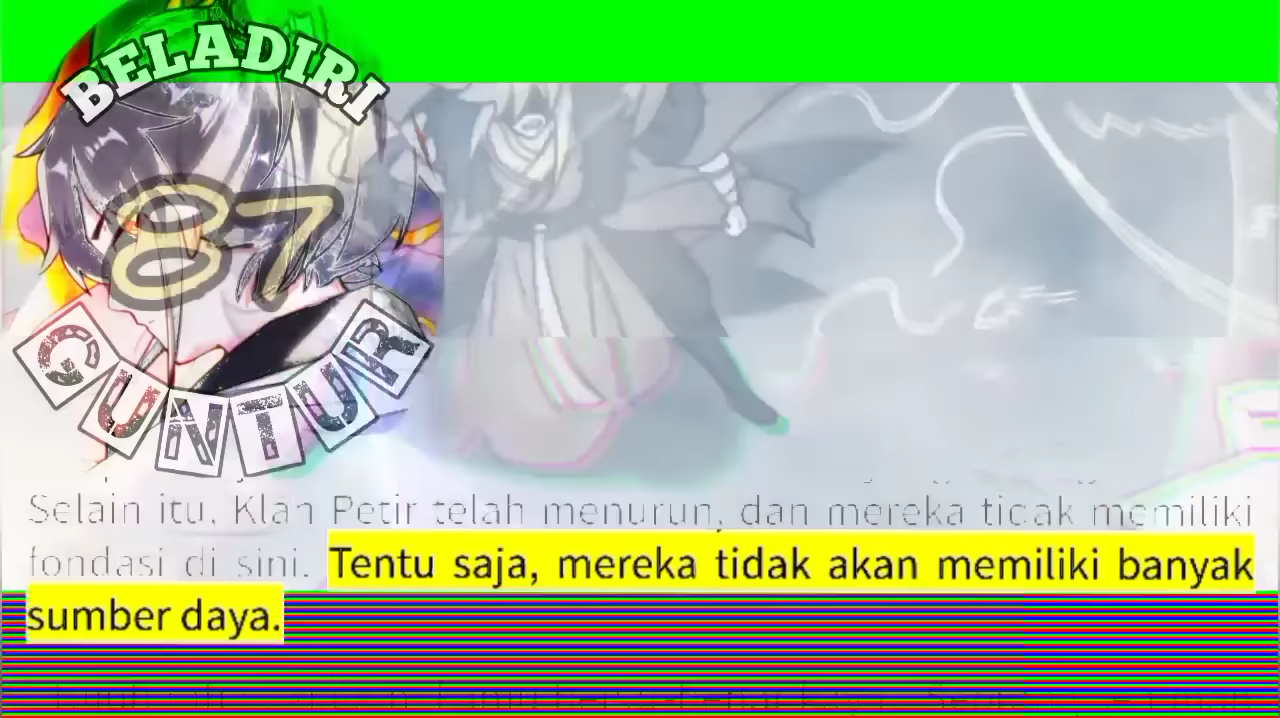 BELADIRI
87
GUNTUR
Selain itu, Klan Petir telah menurun, dan mereka tidak memiliki
fondasi di sini. Tentu saja, mereka tidak akan memiliki banyak
sumber daya.